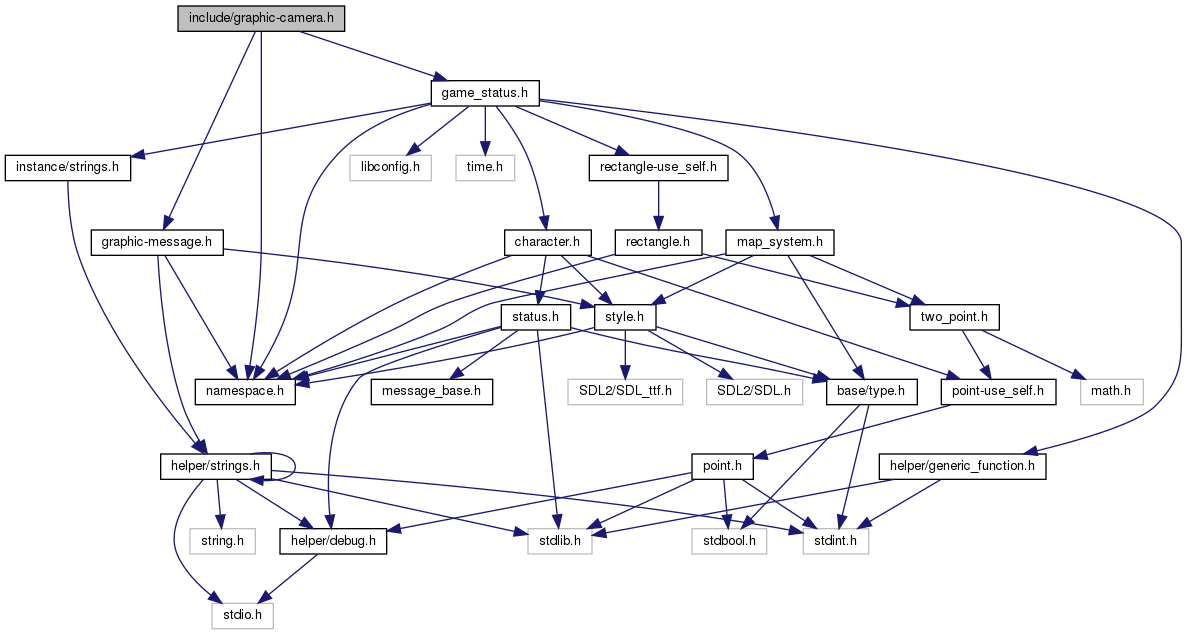 include/graphic-camera.h
game_status.h
instance/strings.h
libconfig.h
time.h
rectangle-use_self.h
graphic-message.h
character.h
rectangle.h
map_system.h
status.h
style.h
two_point.h
namespace.h
message_base.h
SDL2/SDL_ttf.h
SDL2/SDL.h
base/type.h
point-use_self.h
math.h
helper/strings.h
point.h
helper/generic_function.h
string.h
helper/debug.h
stdlib.h
stdbool.h
stdint.h
stdio.h